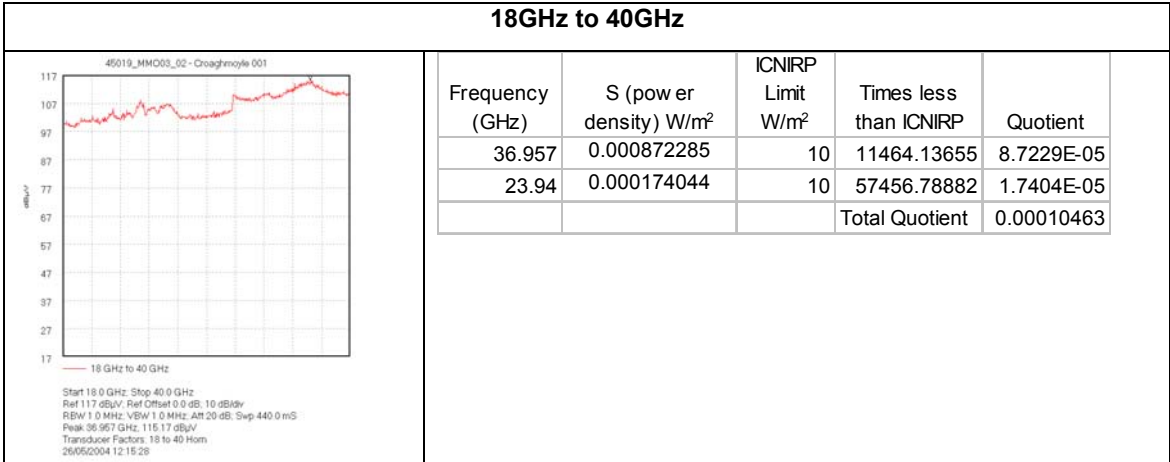 18GHz to 40GHz
45019_MMO03_02 - Croaghmoyle 001
117
107
97
87
77
67
57
47
37
27
17
dBµV
18 GHz to 40 GHz
Start 18.0 GHz; Stop 40.0 GHz
Ref 117 dBµV; Ref Offset 0.0 dB; 10 dB/div
RBW 1.0 MHz; VBW 1.0 MHz; Att 20 dB; Swp 440.0 mS
Peak 36.957 GHz, 115.17 dBµV
Transducer Factors: 18 to 40 Horn
26/05/2004 12:15:28
Frequency (GHz) S (pow er density) W/m² ICNIRP Limit W/m² Times less than ICNIRP Quotient
36.957 0.000872285 10 11464.13655 8.7229E-05
23.94 0.000174044 10 57456.78882 1.7404E-05
Total Quotient 0.00010463